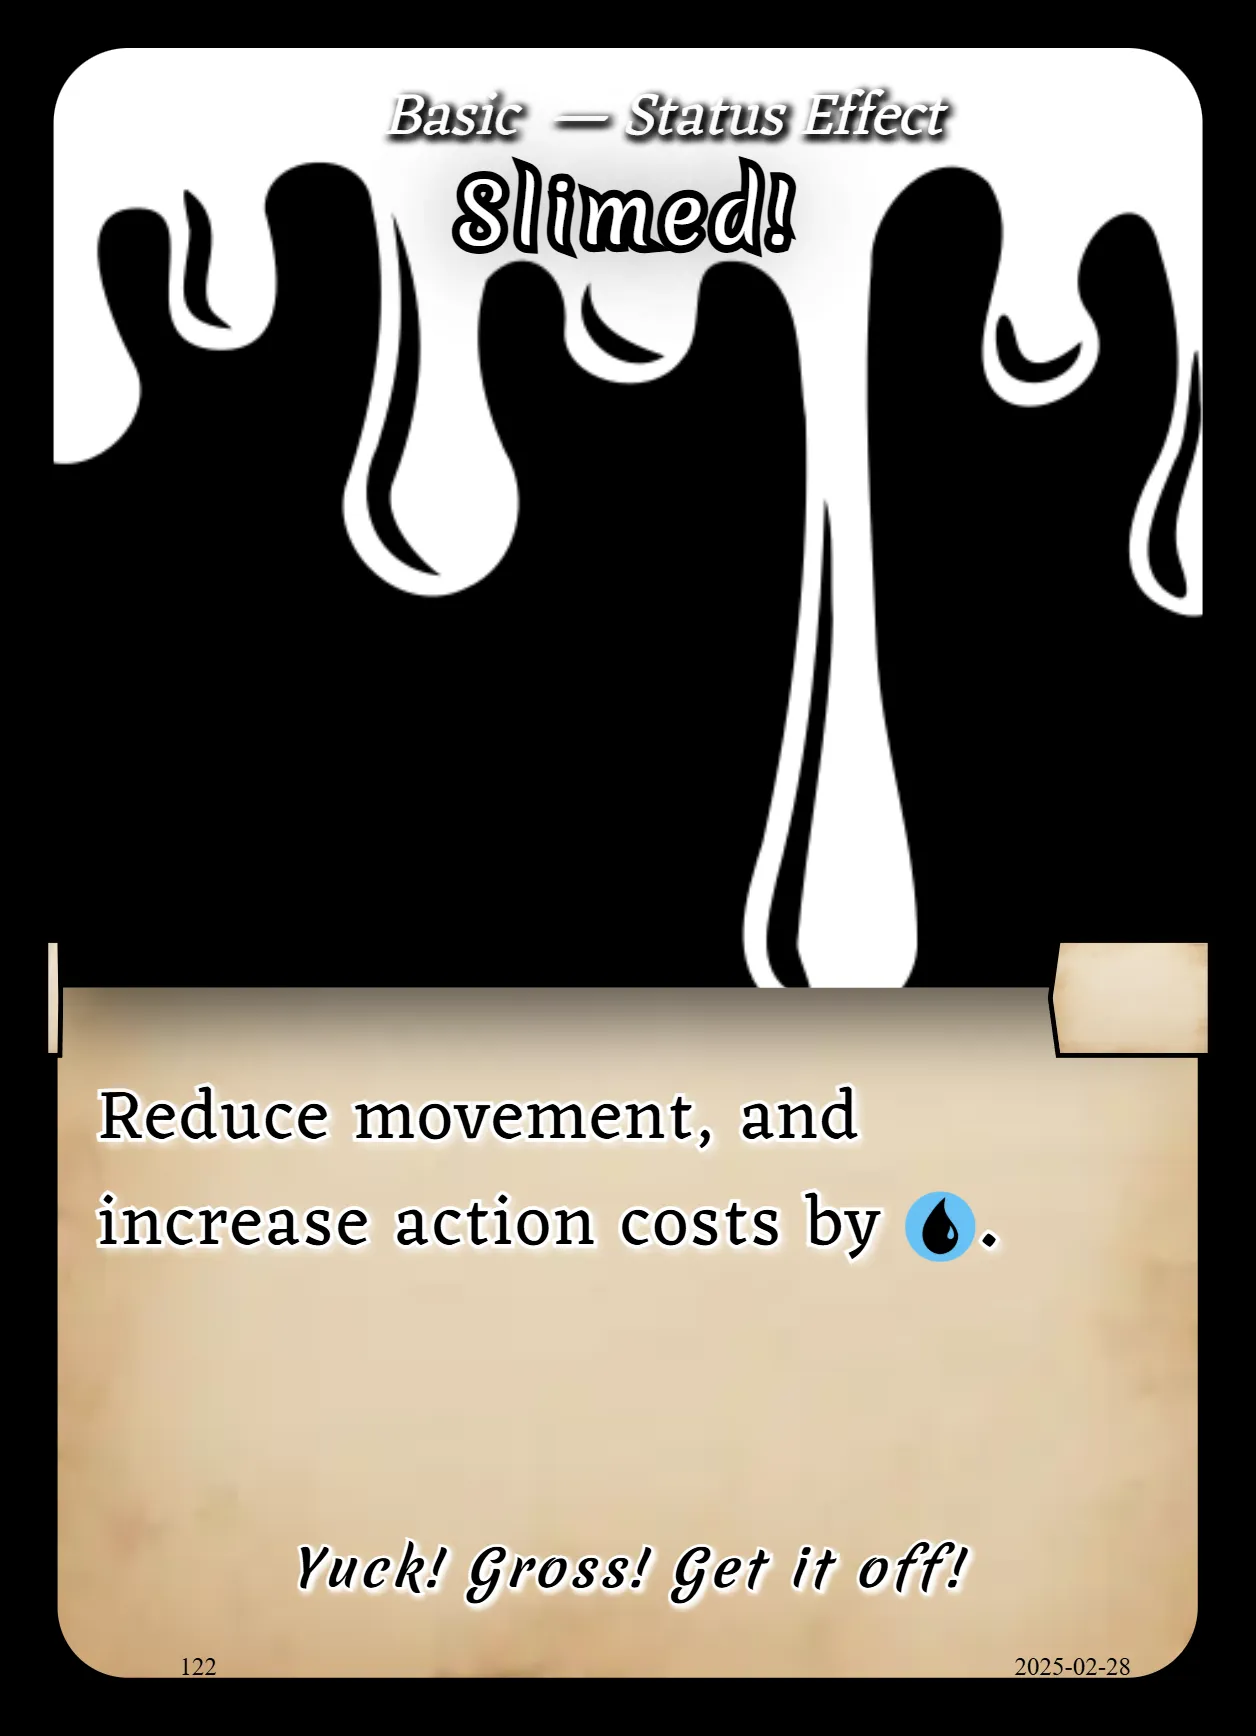 Basic — Status Effect
Slimed!
Reduce movement, and
increase action costs by .
Yuck! Gross! Get it off!
122
2025-02-28